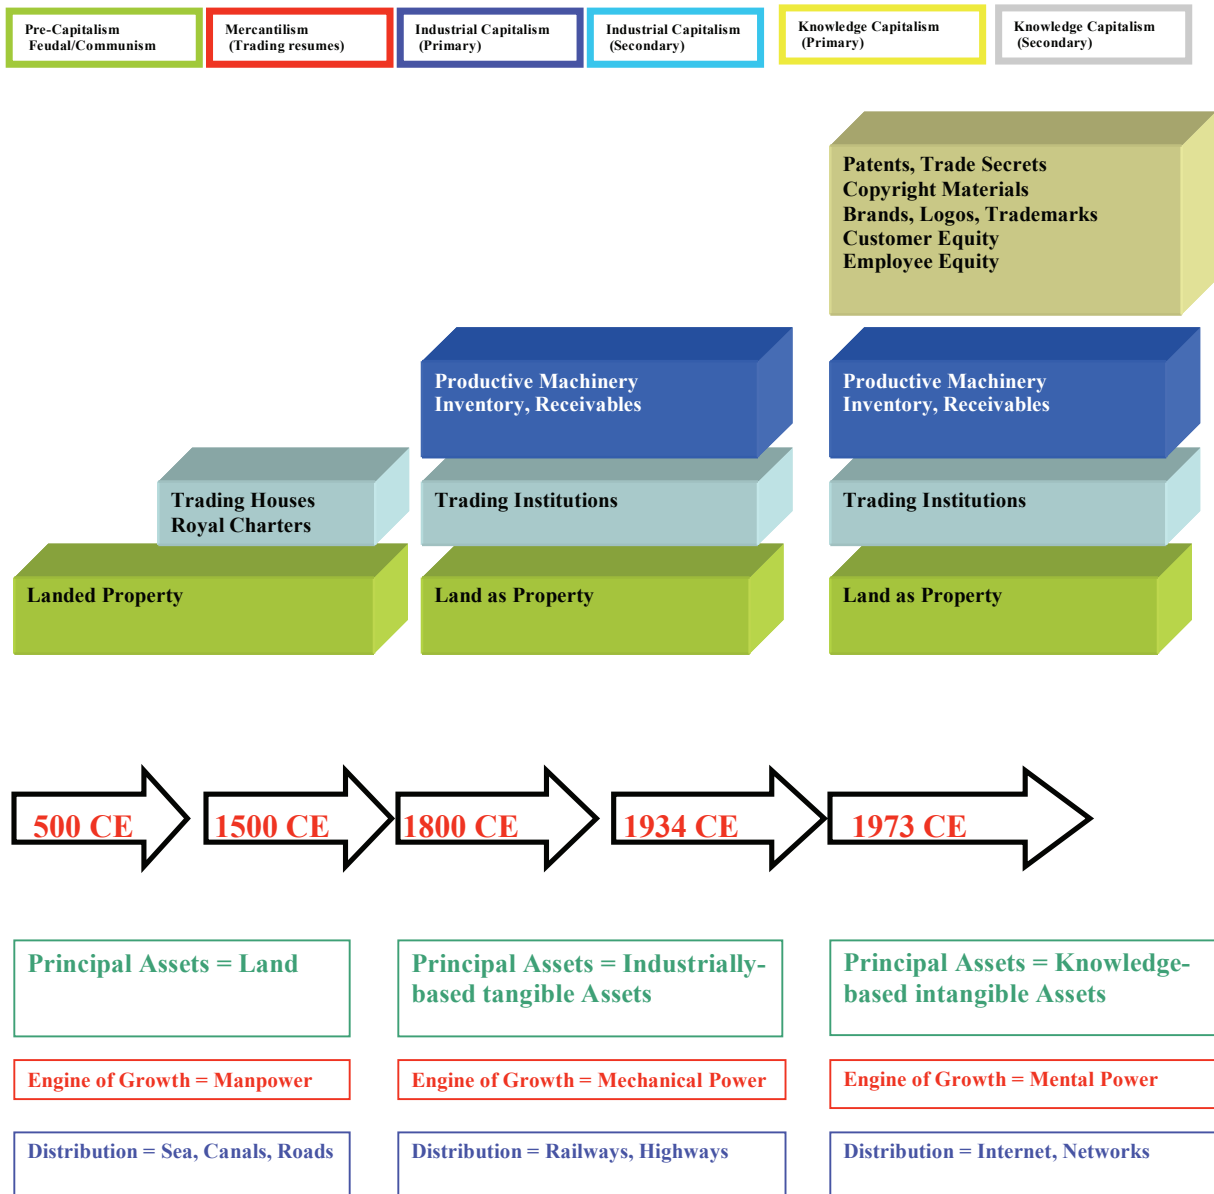 Pre-Capitalism
Feudal/Communism
Mercantilism
(Trading resumes)
Industrial Capitalism
(Primary)
Industrial Capitalism
(Secondary)
Knowledge Capitalism
(Primary)
Knowledge Capitalism
(Secondary)
Patents, Trade Secrets
Copyright Materials
Brands, Logos, Trademarks
Customer Equity
Employee Equity
Productive Machinery
Inventory, Receivables
Productive Machinery
Inventory, Receivables
Trading Houses
Royal Charters
Trading Institutions
Trading Institutions
Landed Property
Land as Property
Land as Property
500 CE
1500 CE
1800 CE
1934 CE
1973 CE
Principal Assets = Land
Principal Assets = Industrially-
based tangible Assets
Principal Assets = Knowledge-
based intangible Assets
Engine of Growth = Manpower
Engine of Growth = Mechanical Power
Engine of Growth = Mental Power
Distribution = Sea, Canals, Roads
Distribution = Railways, Highways
Distribution = Internet, Networks